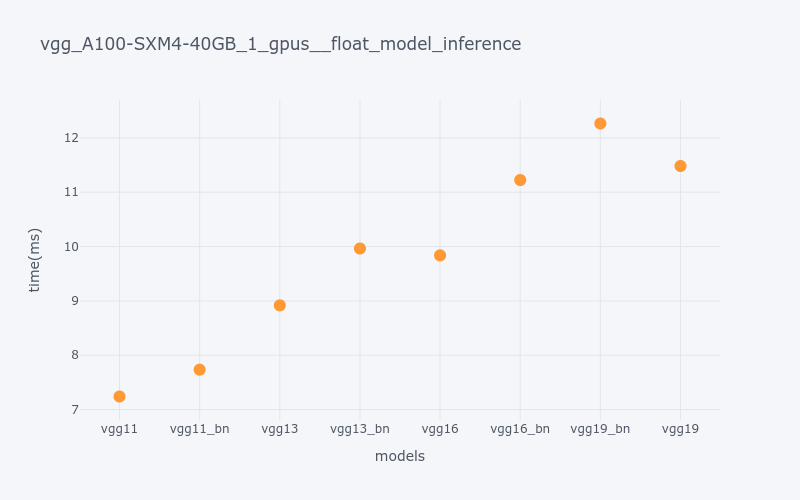 vgg_A100-SXM4-40GB_1_gpus__float_model_inference
12
11
10
9
8
7
time(ms)
vgg11 vgg11_bn vgg13 vgg13_bn vgg16 vgg16_bn vgg19_bn vgg19
models